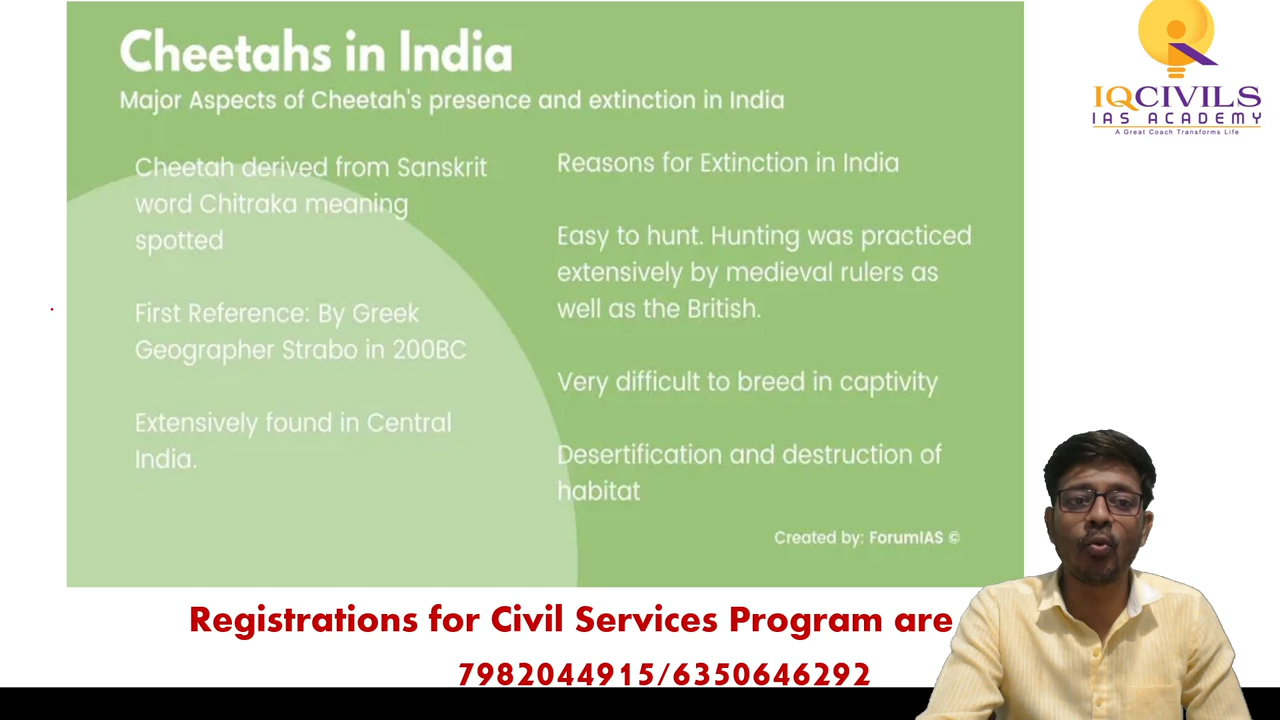 Cheetahs in India
Major Aspects of Cheetah's presence and extinction in India
Cheetah derived from Sanskrit
word Chitraka meaning
spotted
First Reference: By Greek
Geographer Strabo in 200BC
Extensively found in Central
India.
Reasons for Extinction in India
Easy to hunt. Hunting was practiced
extensively by medieval rulers as
well as the British.
Very difficult to breed in captivity
Desertification and destruction of
habitat
Created by: ForumIAS ©
IQCIVILS
IAS ACADEMY
A Great Coach Transforms Life
Registrations for Civil Services Program are
7982044915/6350646292